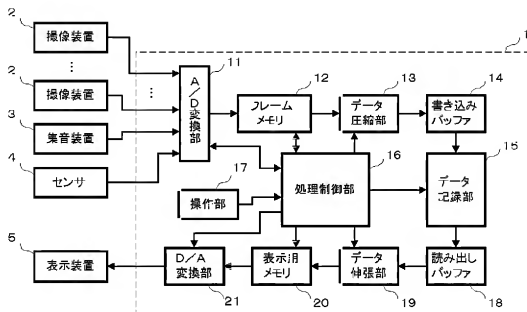 1
2
撮像装置
⋮
2
撮像装置
3
集音装置
4
センサ
5
表示装置
11
A/D変換部
12
フレーム
メモリ
13
データ
圧縮部
14
書き込み
バッファ
15
データ
記録部
16
処理制御部
17
操作部
18
読み出し
バッファ
19
データ
伸張部
20
表示用
メモリ
21
D/A
変換部